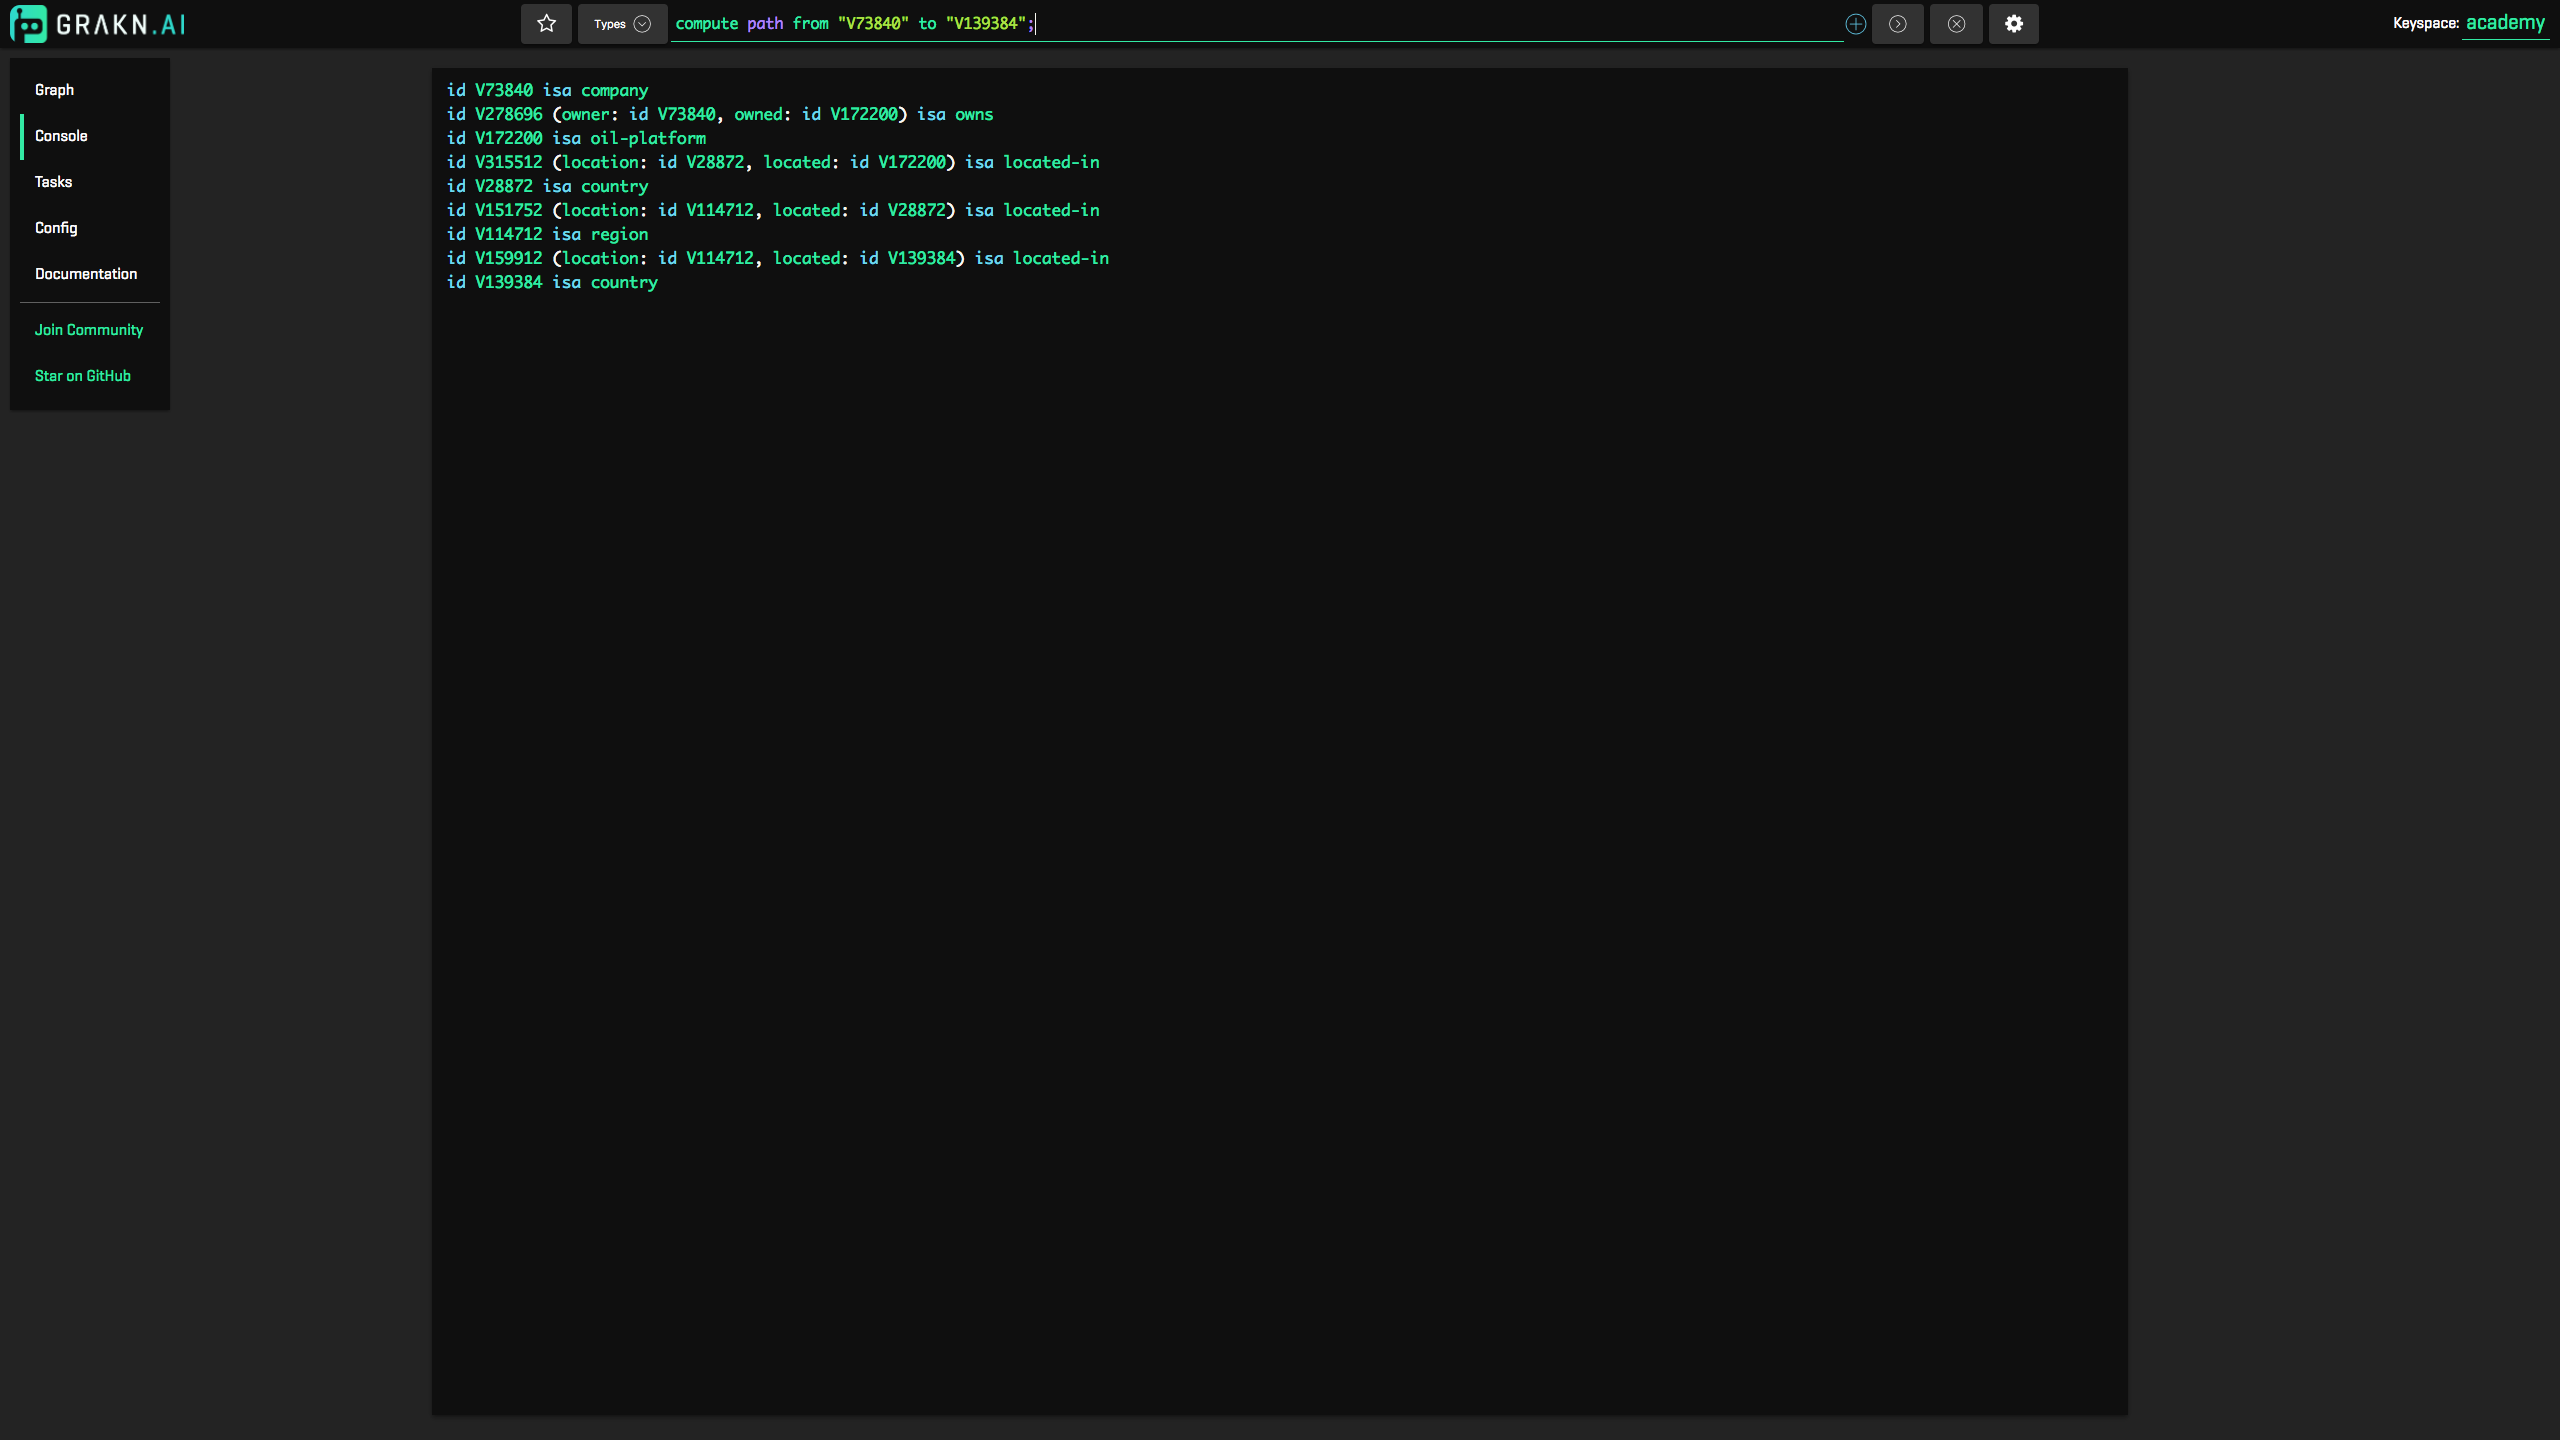 GRAKN.AI
Types
compute path from "V73840" to "V139384";
Keyspace: academy
Graph
Console
Tasks
Config
Documentation
Join Community
Star on GitHub
id V73840 isa company
id V278696 (owner: id V73840, owned: id V172200) isa owns
id V172200 isa oil-platform
id V315512 (location: id V28872, located: id V172200) isa located-in
id V28872 isa country
id V151752 (location: id V114712, located: id V28872) isa located-in
id V114712 isa region
id V159912 (location: id V114712, located: id V139384) isa located-in
id V139384 isa country